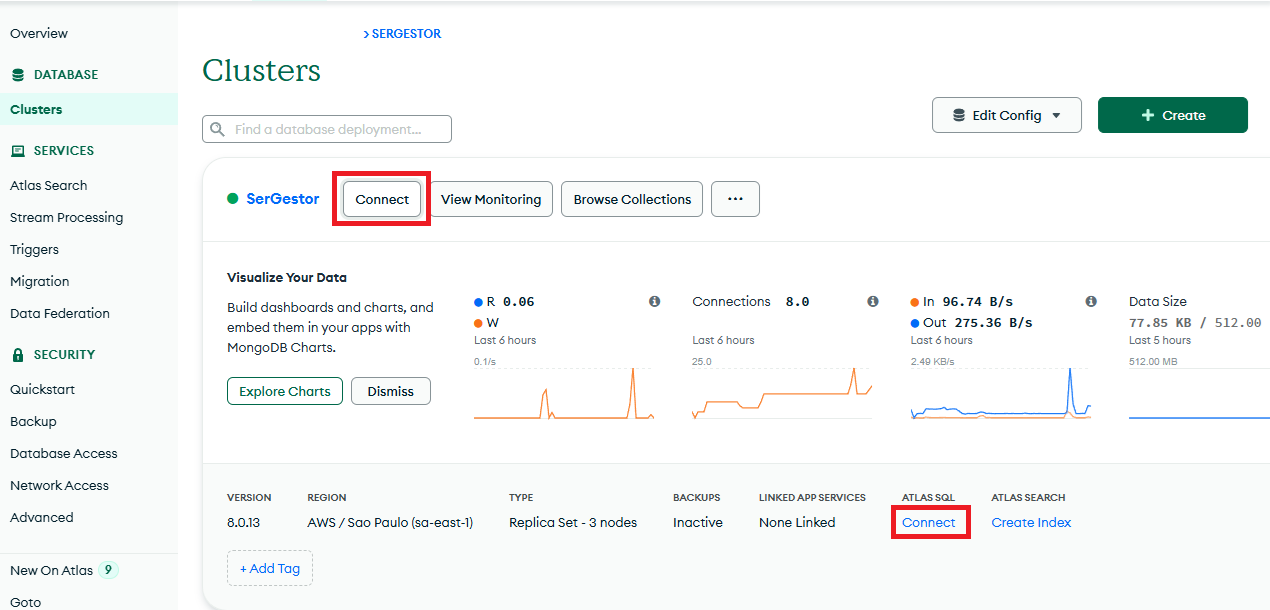 Overview
DATABASE
Clusters
SERVICES
Atlas Search
Stream Processing
Triggers
Migration
Data Federation
SECURITY
Quickstart
Backup
Database Access
Network Access
Advanced
New On Atlas 9
Goto
> SERGESTOR
Clusters
Find a database deployment...
Edit Config
+ Create
SerGestor Connect View Monitoring Browse Collections ...
Visualize Your Data
Build dashboards and charts, and
embed them in your apps with
MongoDB Charts.
Explore Charts Dismiss
R 0.06
W
Last 6 hours
0.1/s
Connections 8.0
Last 6 hours
25.0
In 96.74 B/s
Out 275.36 B/s
Last 6 hours
2.49 KB/s
Data Size
77.85 KB / 512.00
Last 5 hours
512.00 MB
VERSION REGION TYPE BACKUPS LINKED APP SERVICES ATLAS SQL ATLAS SEARCH
8.0.13 AWS / Sao Paulo (sa-east-1) Replica Set - 3 nodes Inactive None Linked Connect Create Index
+ Add Tag